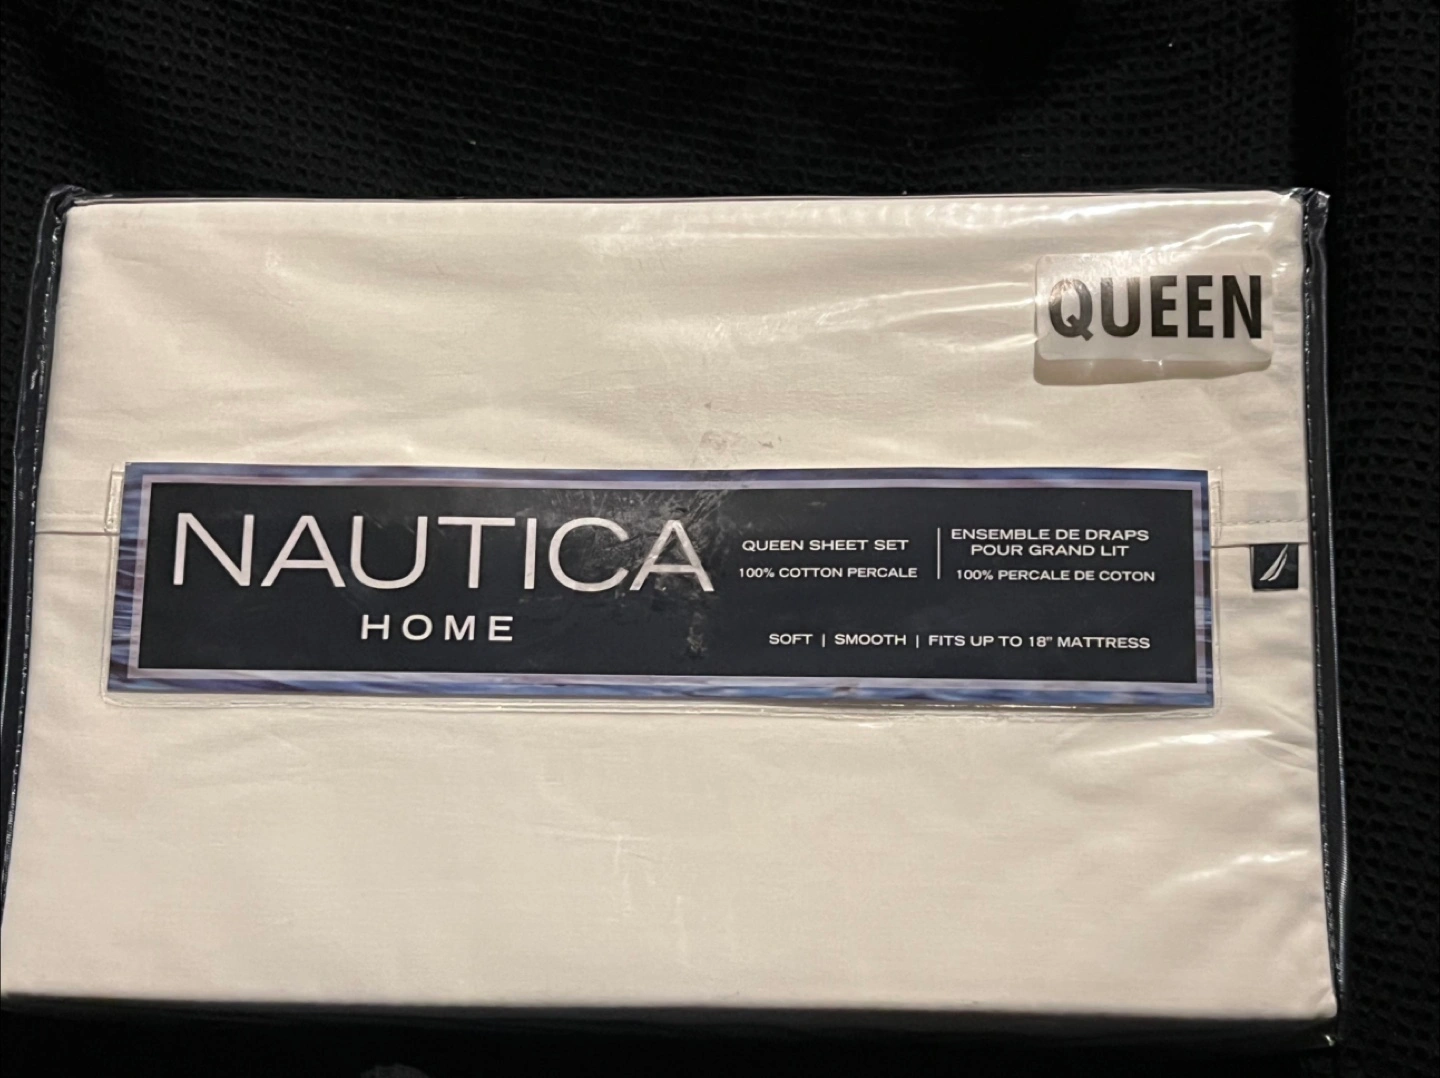 QUEEN
NAUTICA
HOME
QUEEN SHEET SET
100% COTTON PERCALE
ENSEMBLE DE DRAPS
POUR GRAND LIT
100% PERCALE DE COTON
SOFT | SMOOTH | FITS UP TO 18" MATTRESS